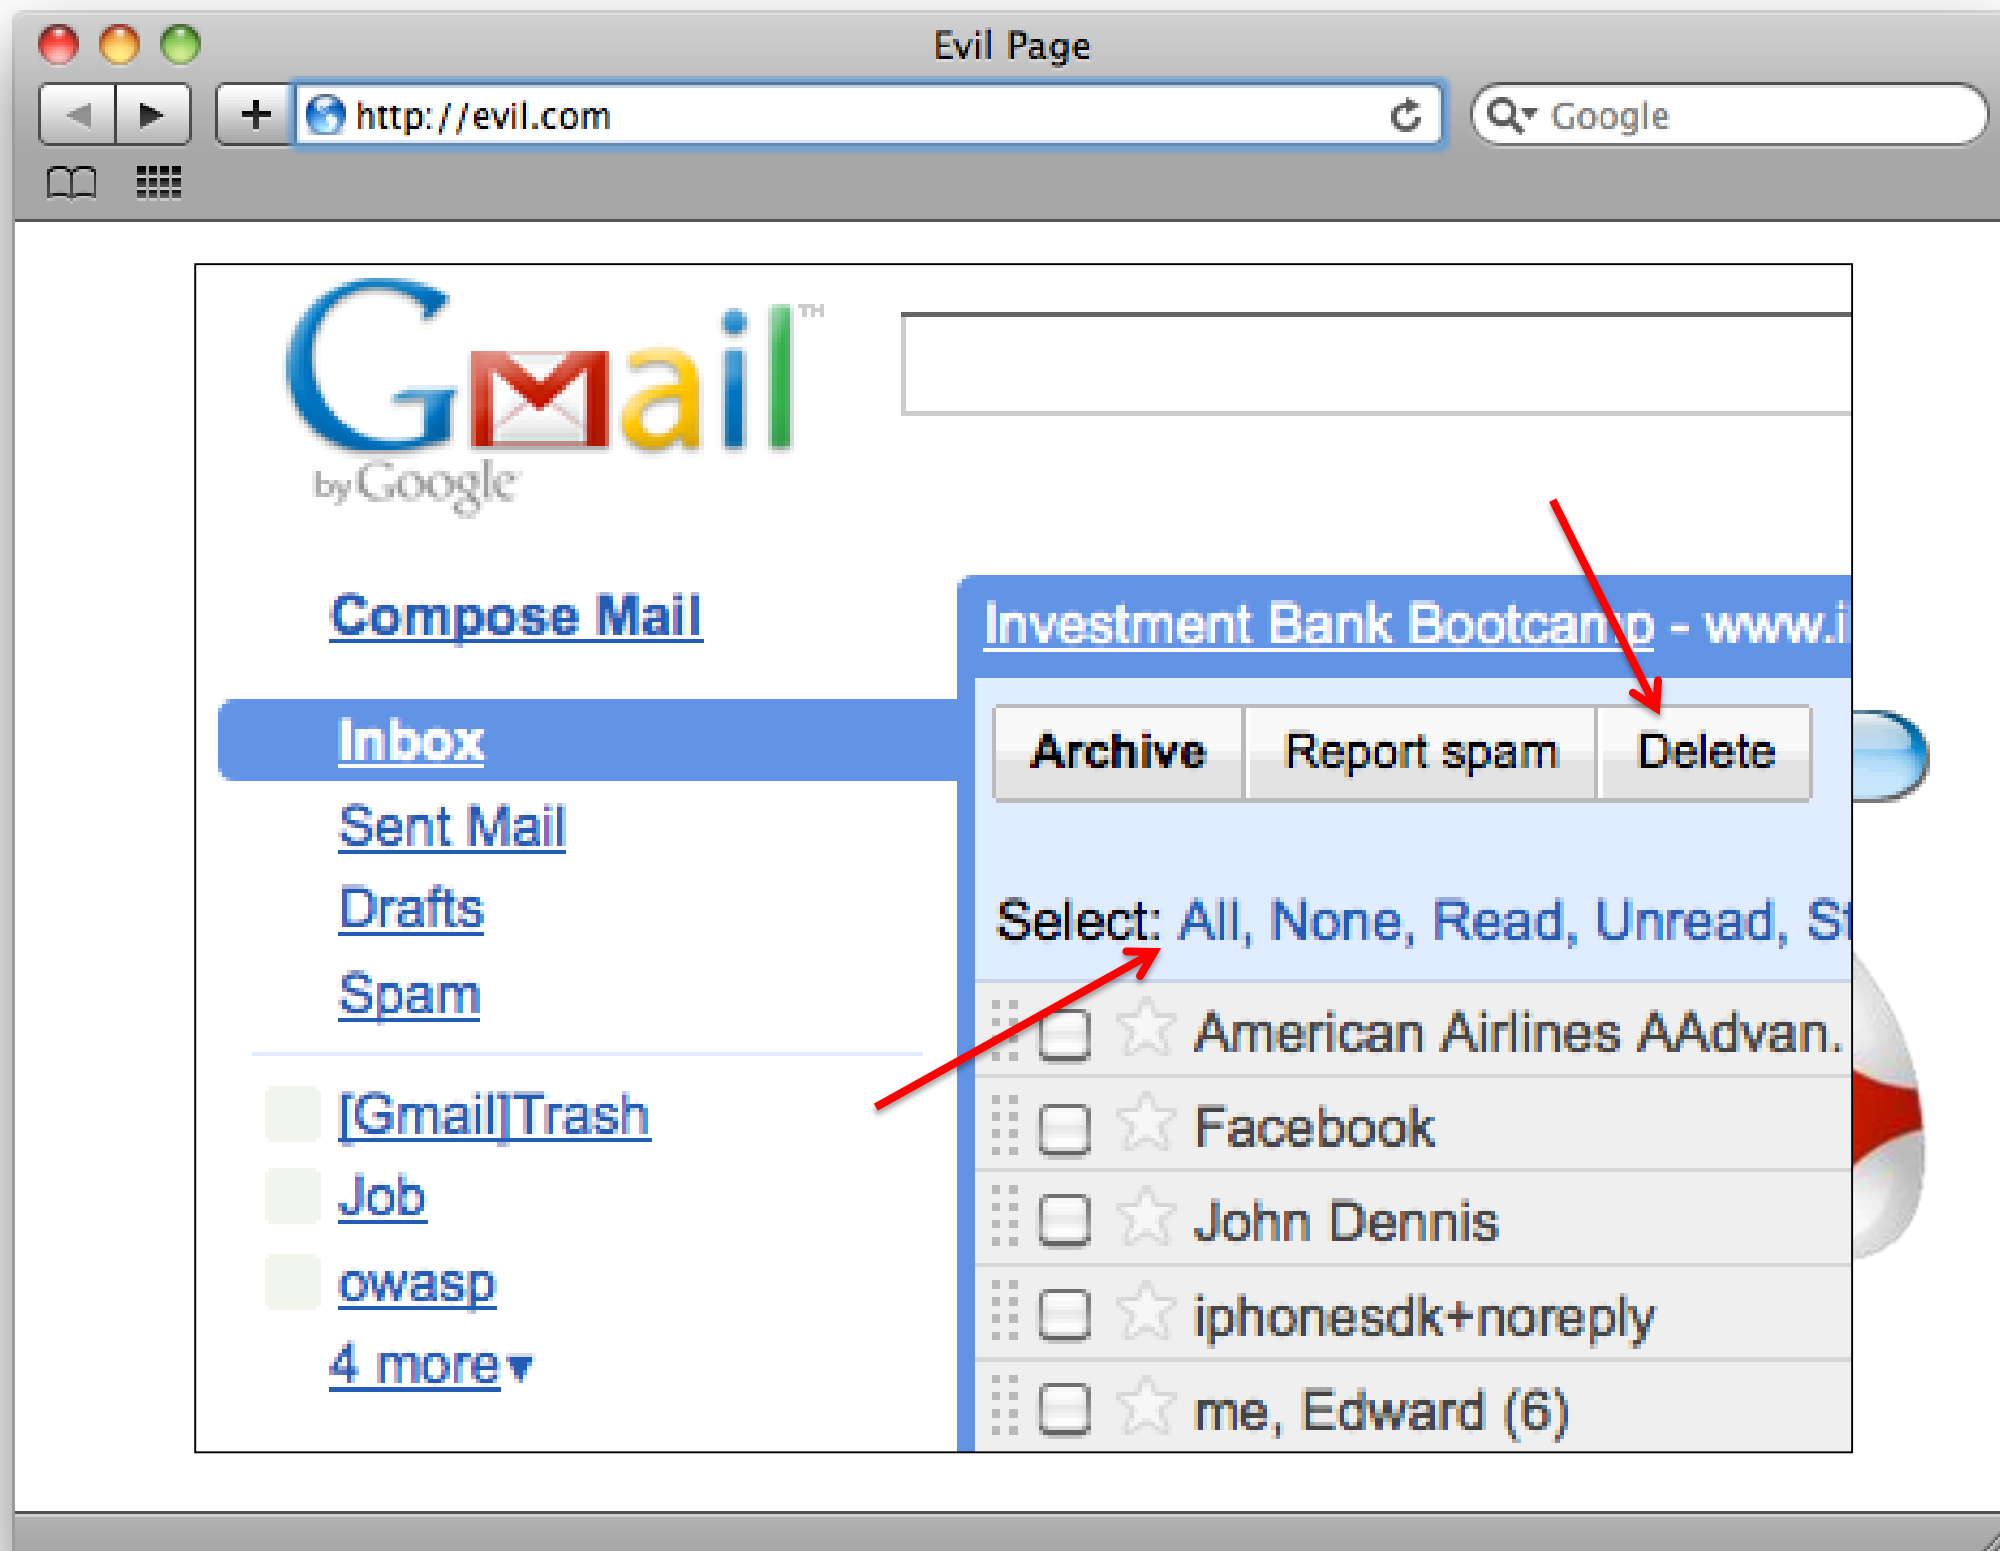 Evil Page
http://evil.com
Google
Gmail™
by Google
Compose Mail
Inbox
Sent Mail
Drafts
Spam
[Gmail]Trash
Job
owasp
4 more
Investment Bank Bootcamp - www.i
Archive Report spam Delete
Select: All, None, Read, Unread, St
American Airlines AAdvan.
Facebook
John Dennis
iphonesdk+noreply
me, Edward (6)